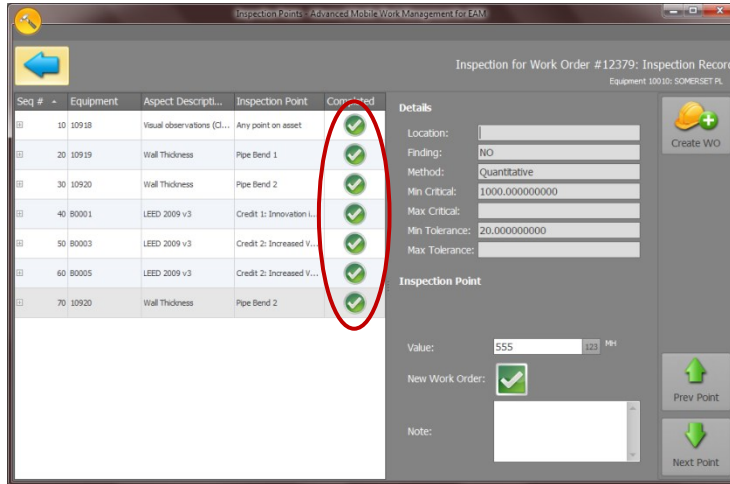 Inspection Points - Advanced Mobile Work Management for EAM
Inspection for Work Order #12379: Inspection Recor
Equipment 10010: SOMERSET PL
Seq # Equipment Aspect Descripti... Inspection Point Completed
10 10918 Visual observations (Cl... Any point on asset
20 10919 Wall Thickness Pipe Bend 1
30 10920 Wall Thickness Pipe Bend 2
40 B0001 LEED 2009 v3 Credit 1: Innovation i...
50 B0003 LEED 2009 v3 Credit 2: Increased V...
60 B0005 LEED 2009 v3 Credit 2: Increased V...
70 10920 Wall Thickness Pipe Bend 2
Details
Location:
Finding: NO
Method: Quantitative
Min Critical: 1000.000000000
Max Critical:
Min Tolerance: 20.000000000
Max Tolerance:
Inspection Point
Value: 555 123 MH
New Work Order:
Note:
Create WO
Prev Point
Next Point